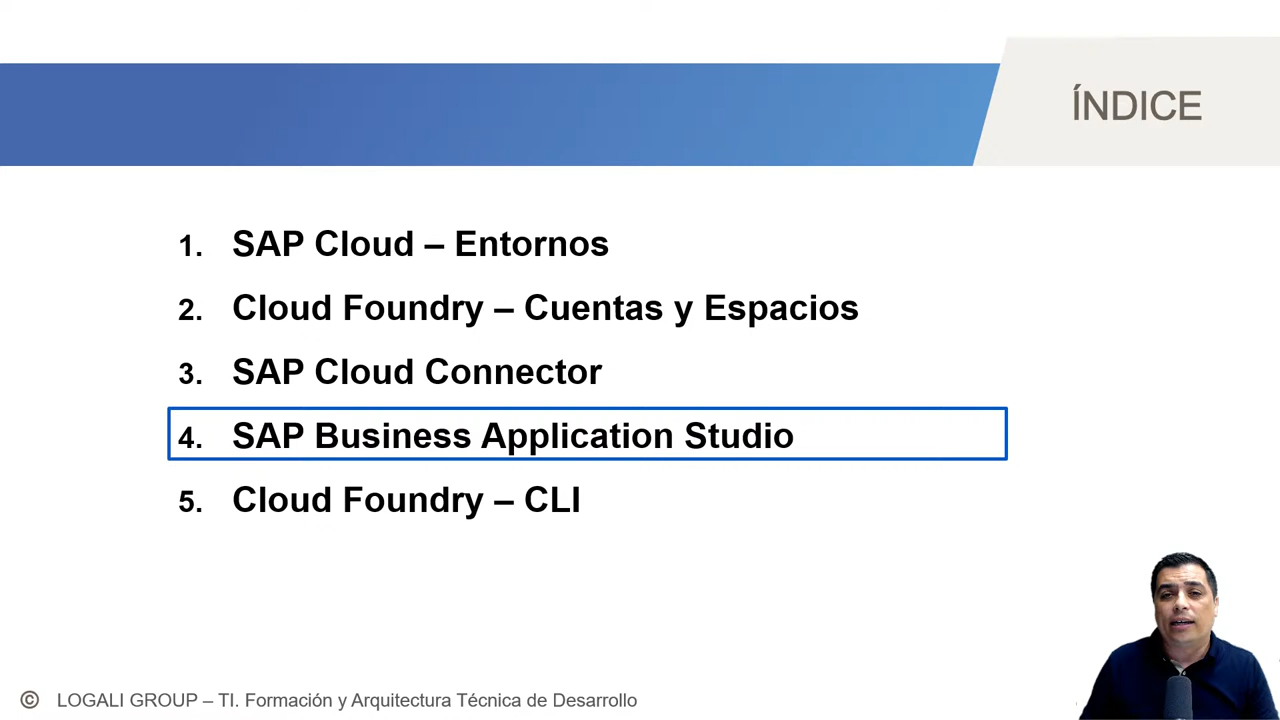 ÍNDICE
1. SAP Cloud – Entornos
2. Cloud Foundry – Cuentas y Espacios
3. SAP Cloud Connector
4. SAP Business Application Studio
5. Cloud Foundry – CLI
© LOGALI GROUP – TI. Formación y Arquitectura Técnica de Desarrollo